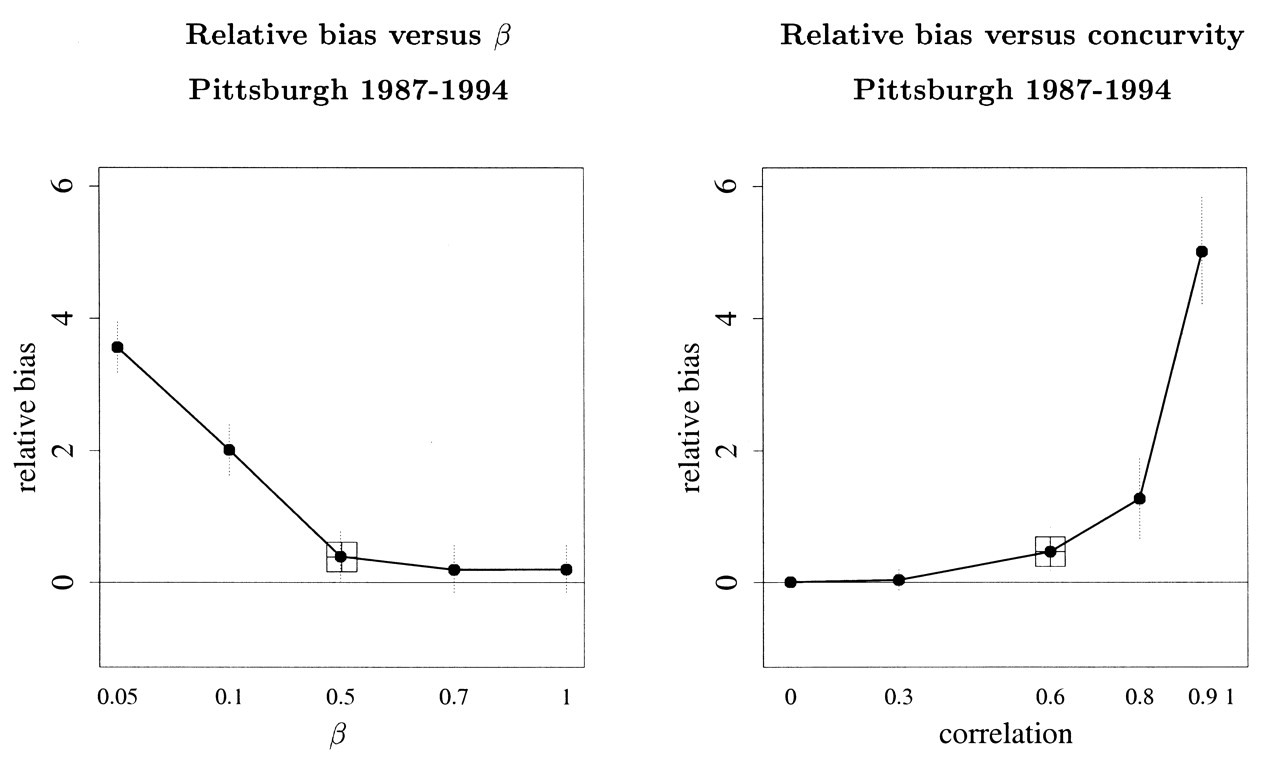 Relative bias versus β
Pittsburgh 1987-1994
6
4
2
0
relative bias
0.05 0.1 0.5 0.7 1
β
Relative bias versus concurvity
Pittsburgh 1987-1994
6
4
2
0
relative bias
0 0.3 0.6 0.8 0.9 1
correlation